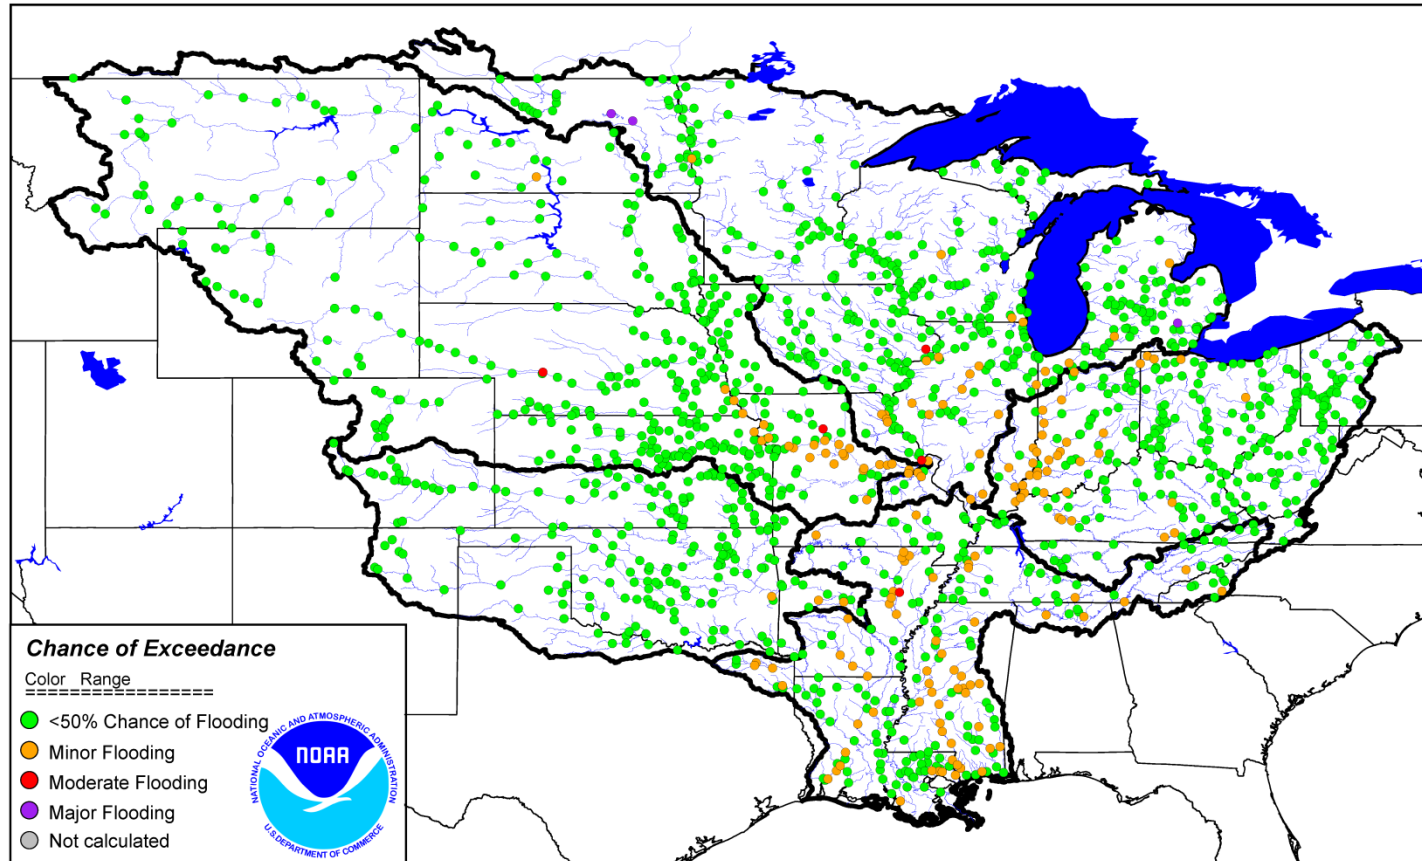 Chance of Exceedance
Color Range
==================
<50% Chance of Flooding
Minor Flooding
Moderate Flooding
Major Flooding
Not calculated
NATIONAL OCEANIC AND ATMOSPHERIC ADMINISTRATION
NOAA
U.S. DEPARTMENT OF COMMERCE